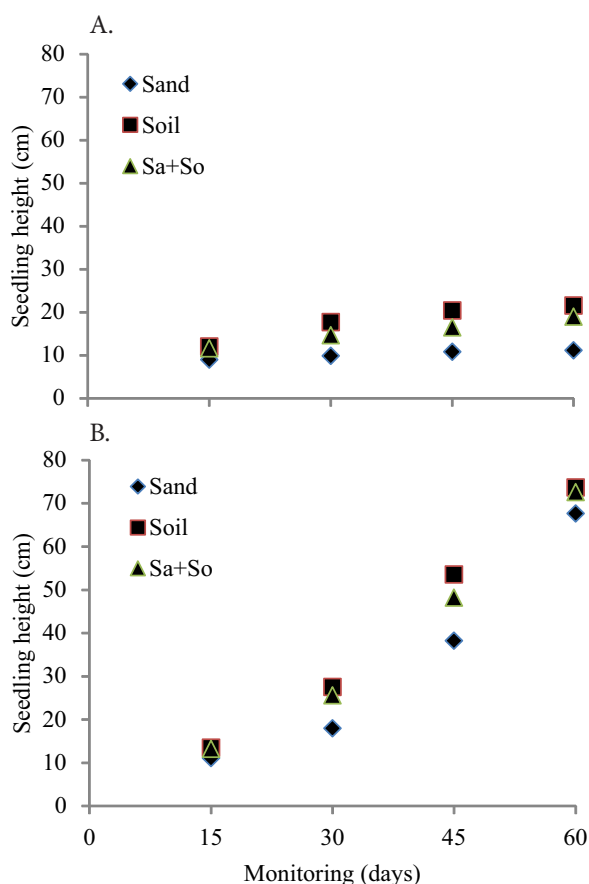 A.
80
70
60
50
40
30
20
10
0
Seedling height (cm)
Sand
Soil
Sa+So
B.
80
70
60
50
40
30
20
10
0
Seedling height (cm)
Sand
Soil
Sa+So
0 15 30 45 60
Monitoring (days)